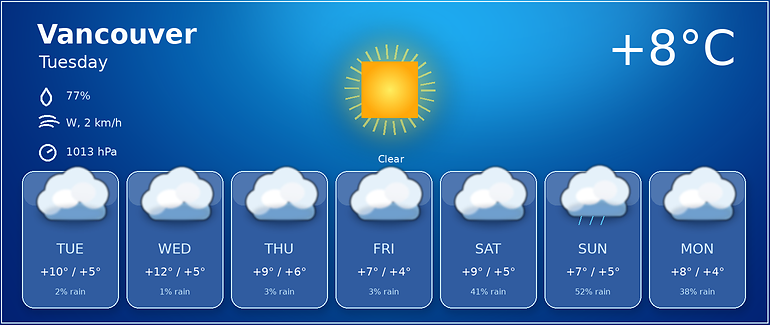 Vancouver
Tuesday
+8°C
77%
W, 2 km/h
1013 hPa
Clear
TUE
+10° / +5°
2% rain
WED
+12° / +5°
1% rain
THU
+9° / +6°
3% rain
FRI
+7° / +4°
3% rain
SAT
+9° / +5°
41% rain
SUN
+7° / +5°
52% rain
MON
+8° / +4°
38% rain